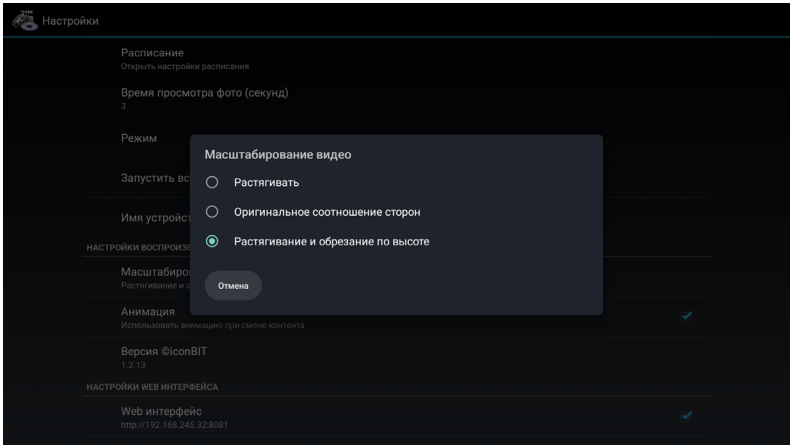 Настройки
Расписание
Открыть настройки расписания
Время просмотра фото (секунд)
3
Режим
Масштабирование видео
Запустить вс
Растягивать
Имя устройст
Оригинальное соотношение сторон
НАСТРОЙКИ ВОСПРОИЗВ
Растягивание и обрезание по высоте
Масштабиро
Растягивание и о
Отмена
Анимация
Использовать анимацию при смене контента
Версия ©iconBIT
1.2.13
НАСТРОЙКИ WEB ИНТЕРФЕЙСА
Web интерфейс
http://192.168.245.32:8081